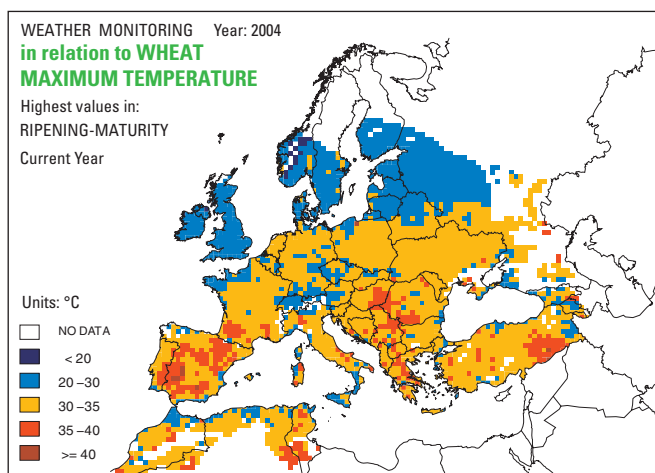 WEATHER MONITORING Year: 2004
in relation to WHEAT
MAXIMUM TEMPERATURE
Highest values in:
RIPENING-MATURITY
Current Year
Units: °C
NO DATA
< 20
20 –30
30 –35
35 –40
>= 40